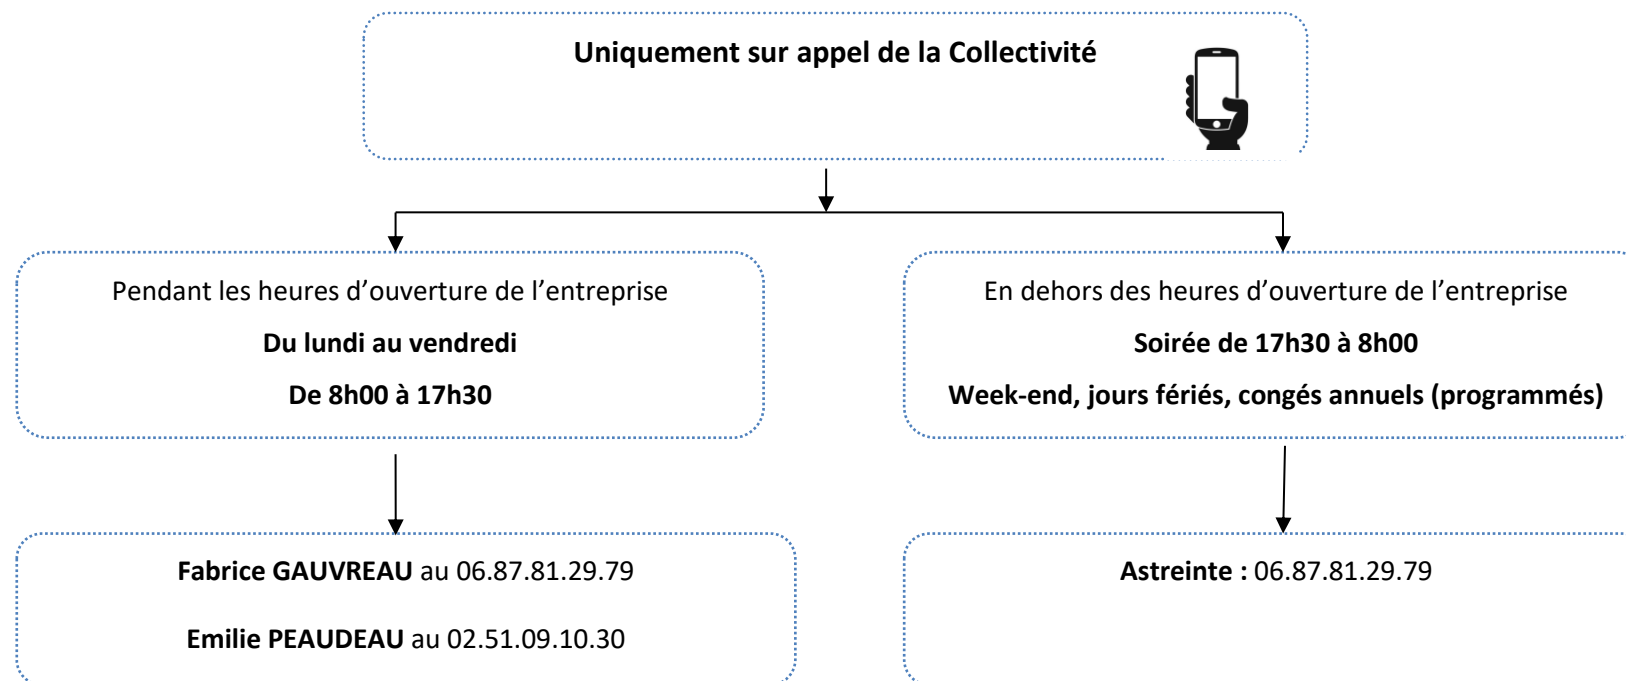 Uniquement sur appel de la Collectivité
Pendant les heures d’ouverture de l’entreprise
Du lundi au vendredi
De 8h00 à 17h30
En dehors des heures d’ouverture de l’entreprise
Soirée de 17h30 à 8h00
Week-end, jours fériés, congés annuels (programmés)
Fabrice GAUVREAU au 06.87.81.29.79
Emilie PEAUDEAU au 02.51.09.10.30
Astreinte : 06.87.81.29.79